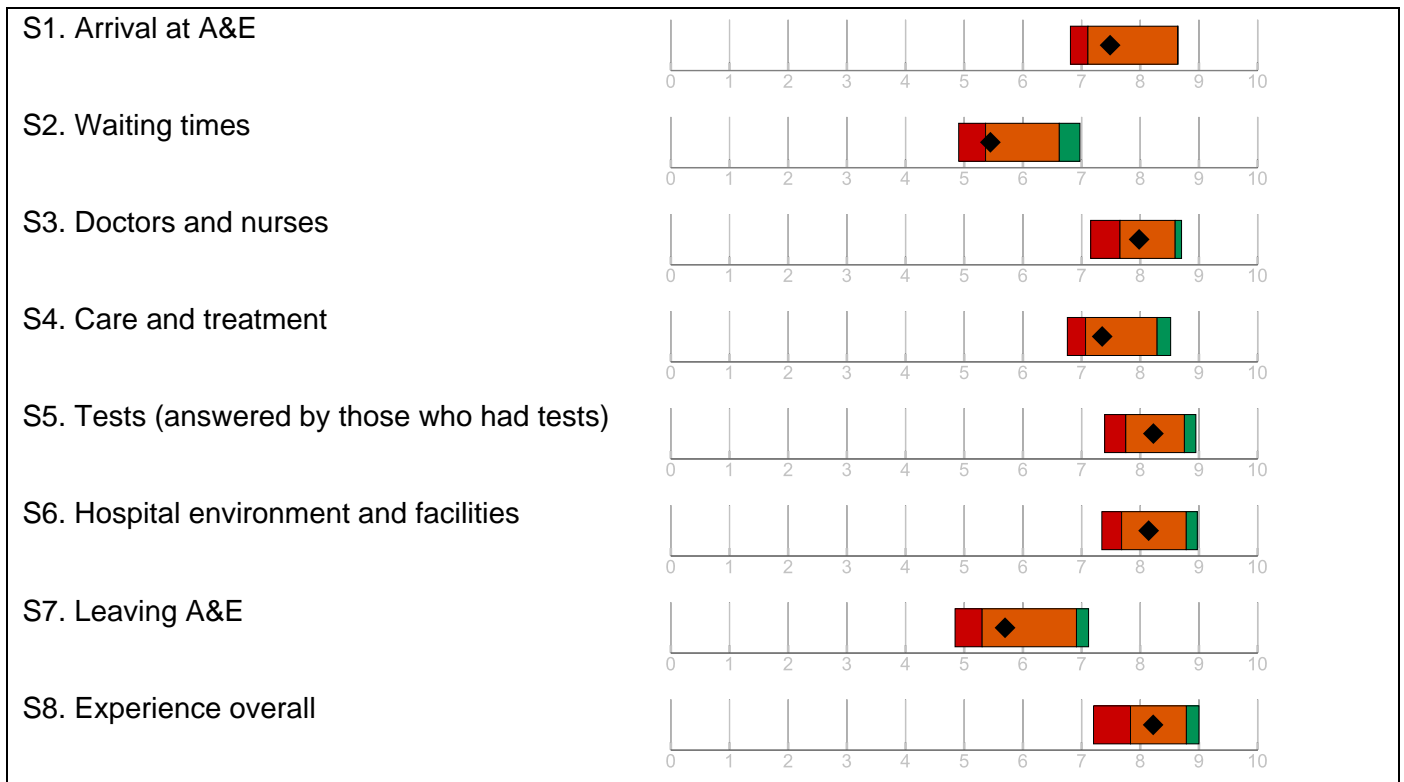 S1. Arrival at A&E
0 1 2 3 4 5 6 7 8 9 10
S2. Waiting times
0 1 2 3 4 5 6 7 8 9 10
S3. Doctors and nurses
0 1 2 3 4 5 6 7 8 9 10
S4. Care and treatment
0 1 2 3 4 5 6 7 8 9 10
S5. Tests (answered by those who had tests)
0 1 2 3 4 5 6 7 8 9 10
S6. Hospital environment and facilities
0 1 2 3 4 5 6 7 8 9 10
S7. Leaving A&E
0 1 2 3 4 5 6 7 8 9 10
S8. Experience overall
0 1 2 3 4 5 6 7 8 9 10